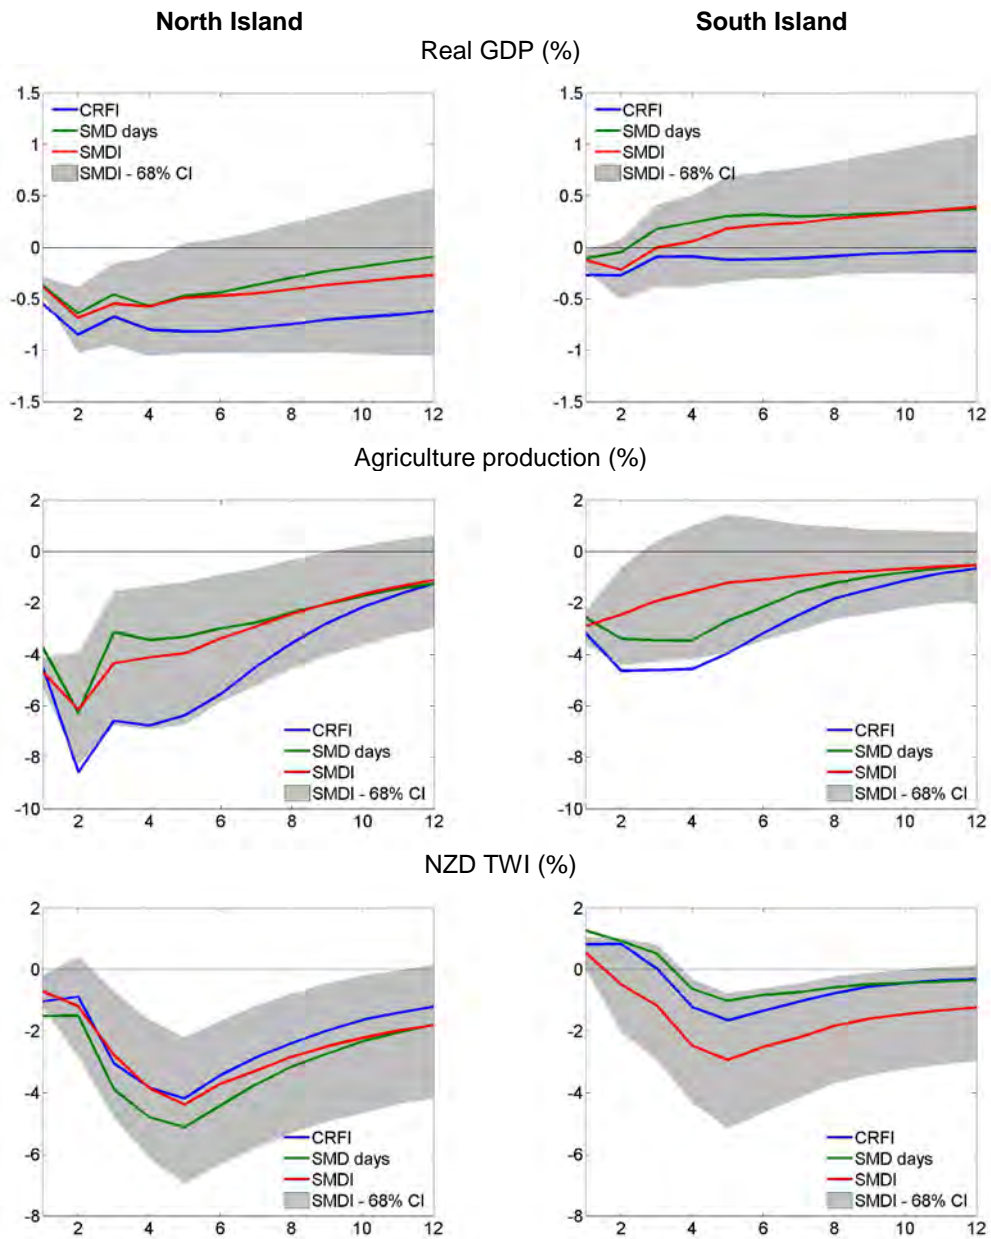 North Island South Island
Real GDP (%)
1.5
1
0.5
0
-0.5
-1
-1.5
CRFI
SMD days
SMDI
SMDI - 68% CI
2 4 6 8 10 12
1.5
1
0.5
0
-0.5
-1
-1.5
CRFI
SMD days
SMDI
SMDI - 68% CI
2 4 6 8 10 12
Agriculture production (%)
2
0
-2
-4
-6
-8
-10
CRFI
SMD days
SMDI
SMDI - 68% CI
2 4 6 8 10 12
2
0
-2
-4
-6
-8
-10
CRFI
SMD days
SMDI
SMDI - 68% CI
2 4 6 8 10 12
NZD TWI (%)
2
0
-2
-4
-6
-8
CRFI
SMD days
SMDI
SMDI - 68% CI
2 4 6 8 10 12
2
0
-2
-4
-6
-8
CRFI
SMD days
SMDI
SMDI - 68% CI
2 4 6 8 10 12